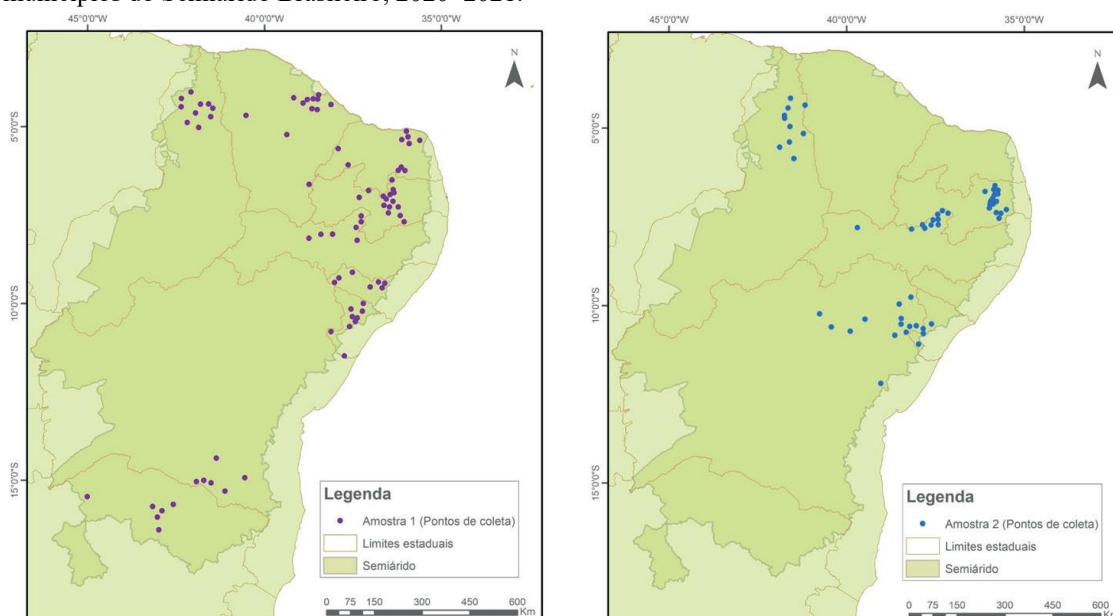 municípios do Semiárido Brasileiro, 2020–2021.
45°0'0"W 40°0'0"W 35°0'0"W
N
5°0'0"S
10°0'0"S
15°0'0"S
Legenda
Amostra 1 (Pontos de coleta)
Limites estaduais
Semiárido
0 75 150 300 450 600
Km
45°0'0"W 40°0'0"W 35°0'0"W
N
5°0'0"S
10°0'0"S
15°0'0"S
Legenda
Amostra 2 (Pontos de coleta)
Limites estaduais
Semiárido
0 75 150 300 450 600
Km